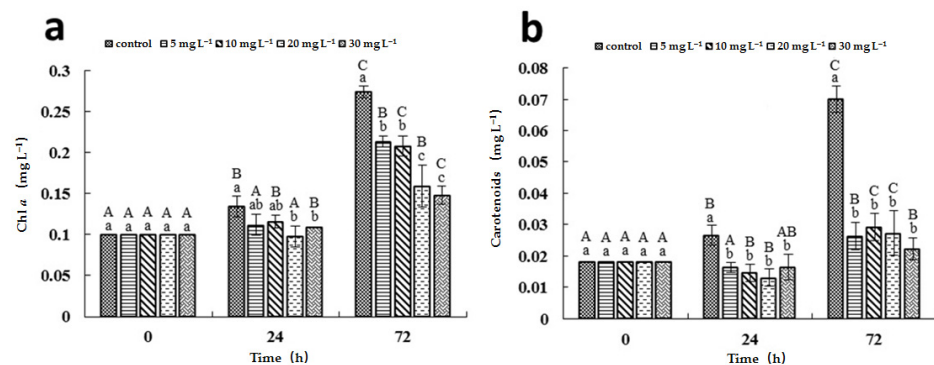 a
control 5 mg L⁻¹ 10 mg L⁻¹ 20 mg L⁻¹ 30 mg L⁻¹
Chl a (mg L⁻¹)
0.3
0.25
0.2
0.15
0.1
0.05
0
A A A A A
a a a a a
B A B A B
a ab ab b b
C B C B C
a b b c c
0 24 72
Time (h)
b
control 5 mg L⁻¹ 10 mg L⁻¹ 20 mg L⁻¹ 30 mg L⁻¹
Carotenoids (mg L⁻¹)
0.08
0.07
0.06
0.05
0.04
0.03
0.02
0.01
0
A A A A A
a a a a a
B A B B AB
a b b b b
C B C C B
a b b b b
0 24 72
Time (h)